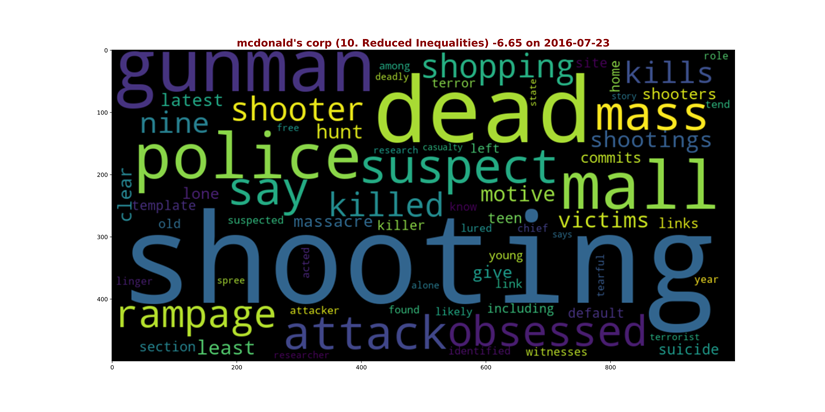 mcdonald's corp (10. Reduced Inequalities) -6.65 on 2016-07-23
0
gunman among shopping site role
deadly terror home kills
latest shooter dead state story shooters
100
nine free hunt mass tend
police research casualty left shootings
commits
200
clear lone say suspect motive mall
template killed know
old suspected massacre killer teen lured chief victims links
says
300
shooting
acted young tearful
linger spree alone give link year
400
rampage attacker found likely including default
attack obsessed terrorist
section least identified witnesses suicide
researcher
0 200 400 600 800